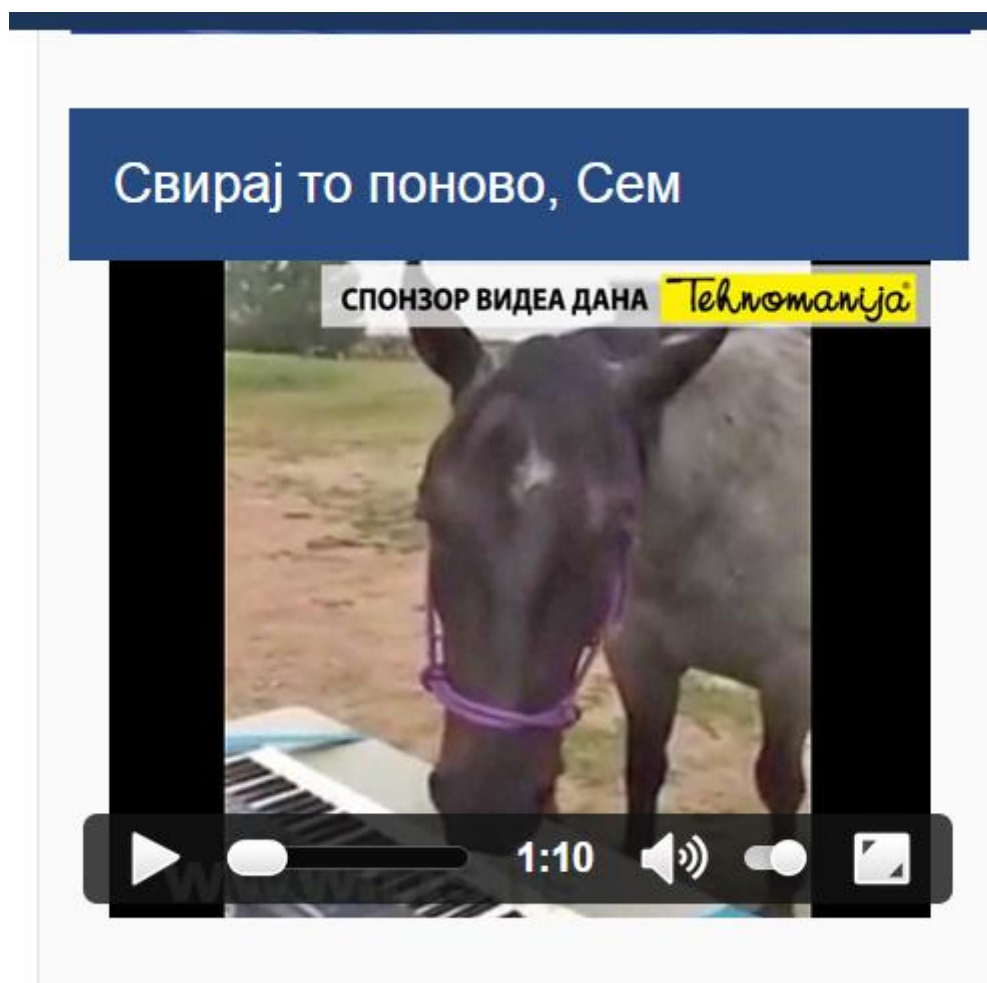 Свирај то поново, Сем
СПОНЗОР ВИДЕА ДАНА Tehnomanija
1:10